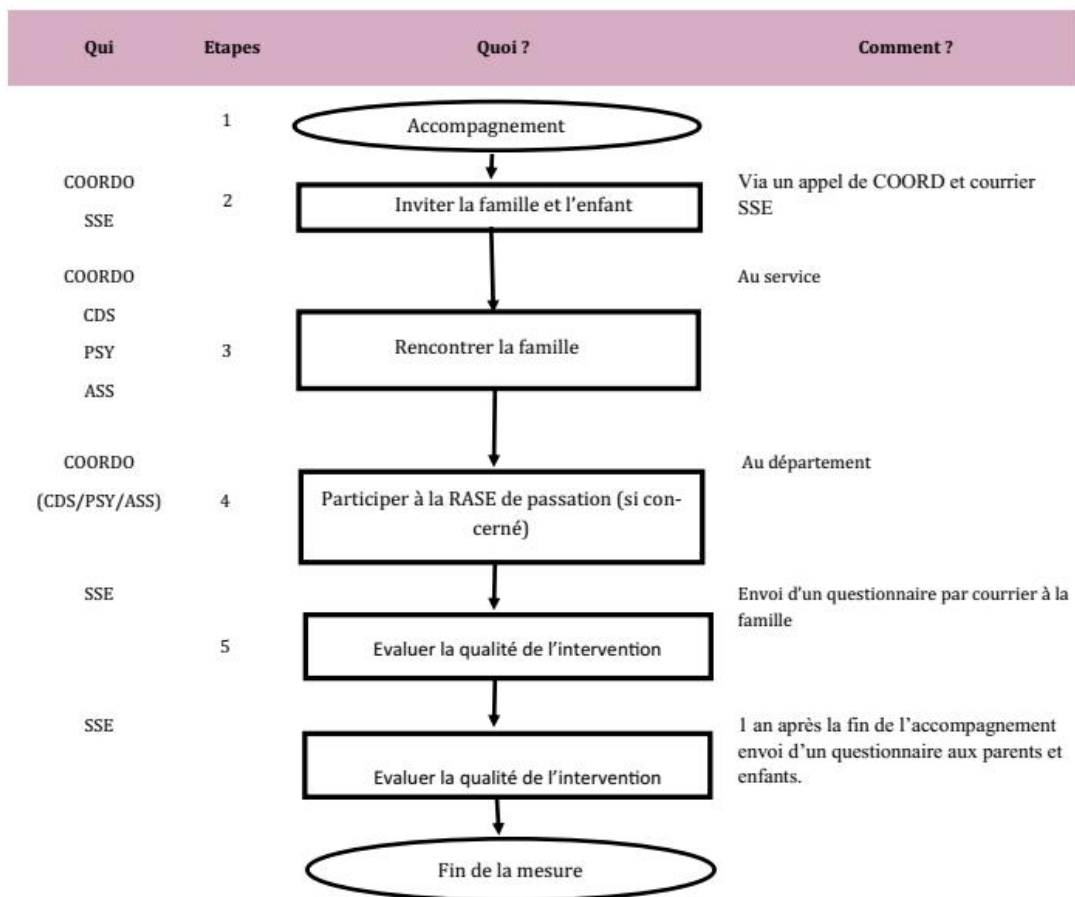 Qui Etapes Quoi ? Comment ?
1 Accompagnement
COORDO
SSE
2
Inviter la famille et l'enfant
Via un appel de COORD et courrier
SSE
COORDO
CDS
PSY
ASS
3
Rencontrer la famille
Au service
COORDO
(CDS/PSY/ASS)
4
Participer à la RASE de passation (si con-
cerné)
Au département
SSE
5
Evaluer la qualité de l'intervention
Envoi d'un questionnaire par courrier à la
famille
SSE
Evaluer la qualité de l'intervention
1 an après la fin de l'accompagnement
envoi d'un questionnaire aux parents et
enfants.
Fin de la mesure